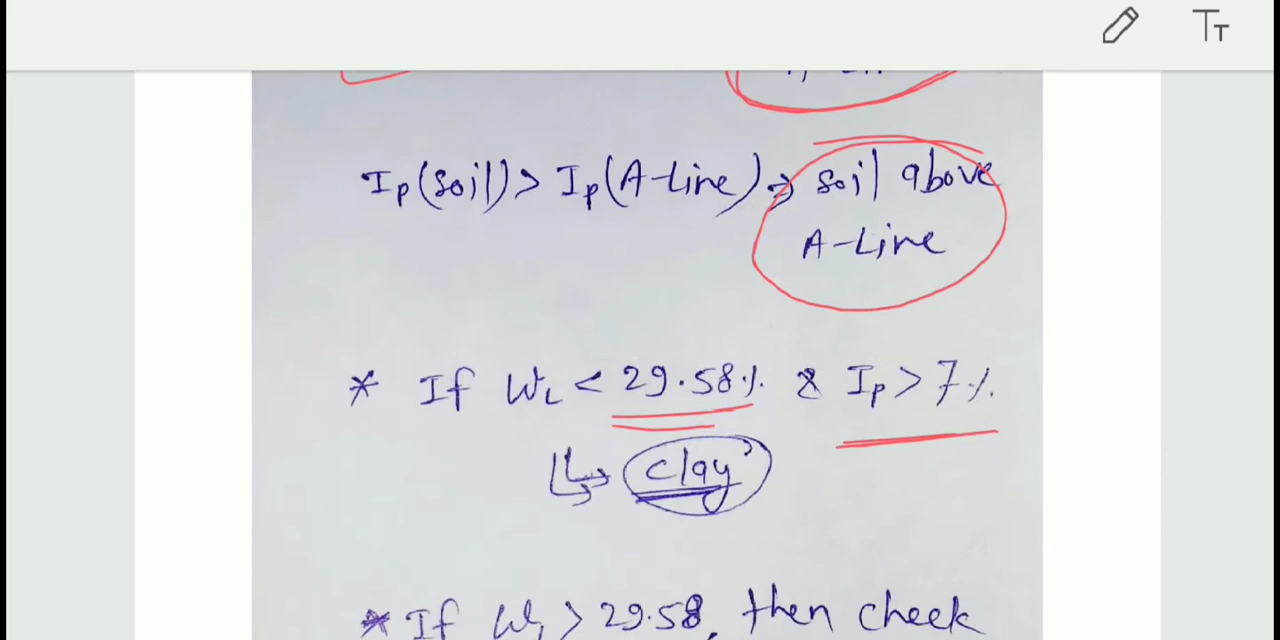 Ip(soil) > Ip(A-Line) ⇒ soil above
A-Line
* If WL < 29.58% & Ip > 7%
↳ clay
* If WL > 29.58, then check